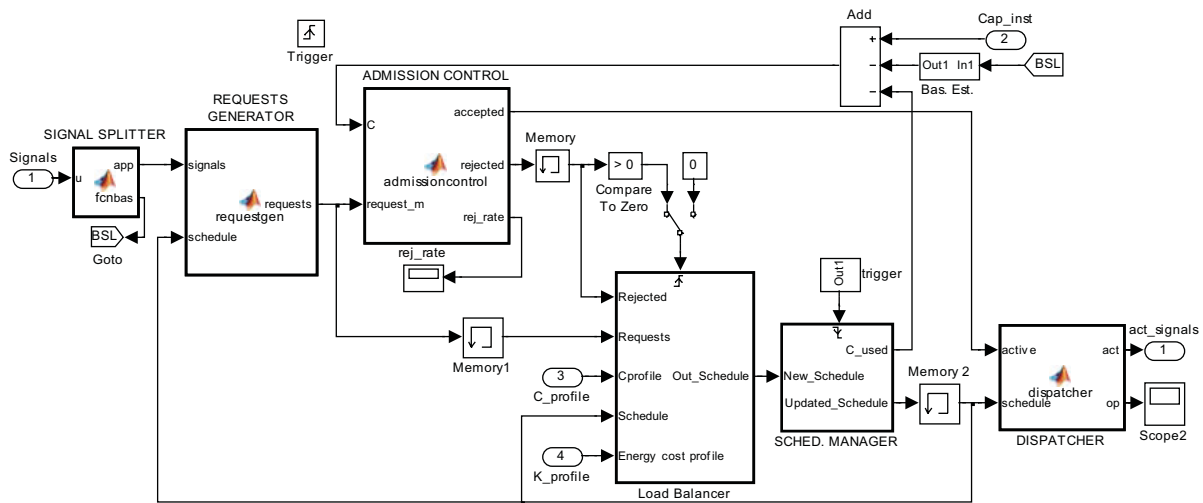 Add
Cap_inst
2
Trigger
+
−
−
Out1 In1
BSL
Bas. Est.
ADMISSION CONTROL
C
accepted
rejected
admissioncontrol
request_m
rej_rate
REQUESTS
GENERATOR
signals
requests
requestgen
schedule
SIGNAL SPLITTER
Signals
1
u
app
fcnbas
BSL
Goto
Memory
> 0
Compare
To Zero
0
rej_rate
Memory1
Rejected
Requests
Cprofile
Out_Schedule
Schedule
Energy cost profile
Load Balancer
3
C_profile
4
K_profile
Out1
trigger
C_used
New_Schedule
Updated_Schedule
SCHED. MANAGER
Memory 2
active
act
dispatcher
schedule
op
DISPATCHER
act_signals
1
Scope2